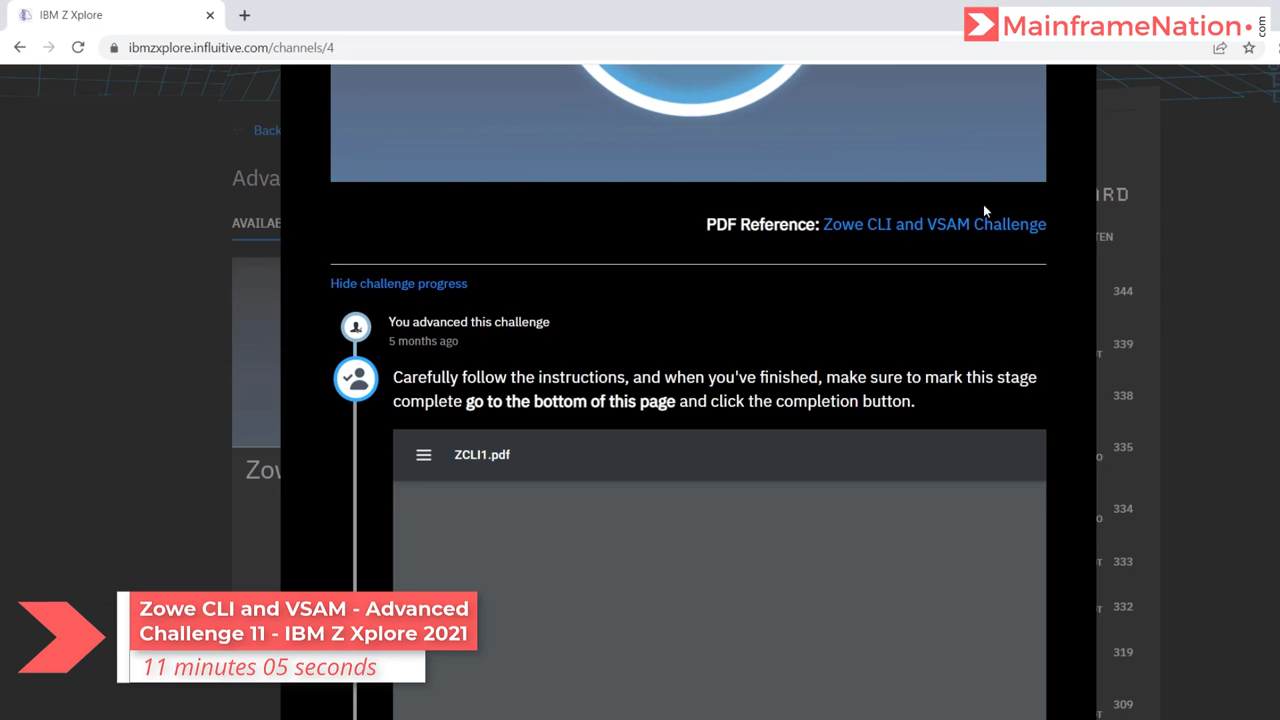 IBM Z Xplore
MainframeNation.com
ibmzxplore.influitive.com/channels/4
Back
Adva
ARD
AVAILAE
PDF Reference: Zowe CLI and VSAM Challenge
TEN
Hide challenge progress
344
You advanced this challenge
5 months ago
339
Carefully follow the instructions, and when you've finished, make sure to mark this stage
complete go to the bottom of this page and click the completion button.
338
335
ZCLI1.pdf
Zov
334
333
Zowe CLI and VSAM - Advanced
Challenge 11 - IBM Z Xplore 2021
332
11 minutes 05 seconds
319
309